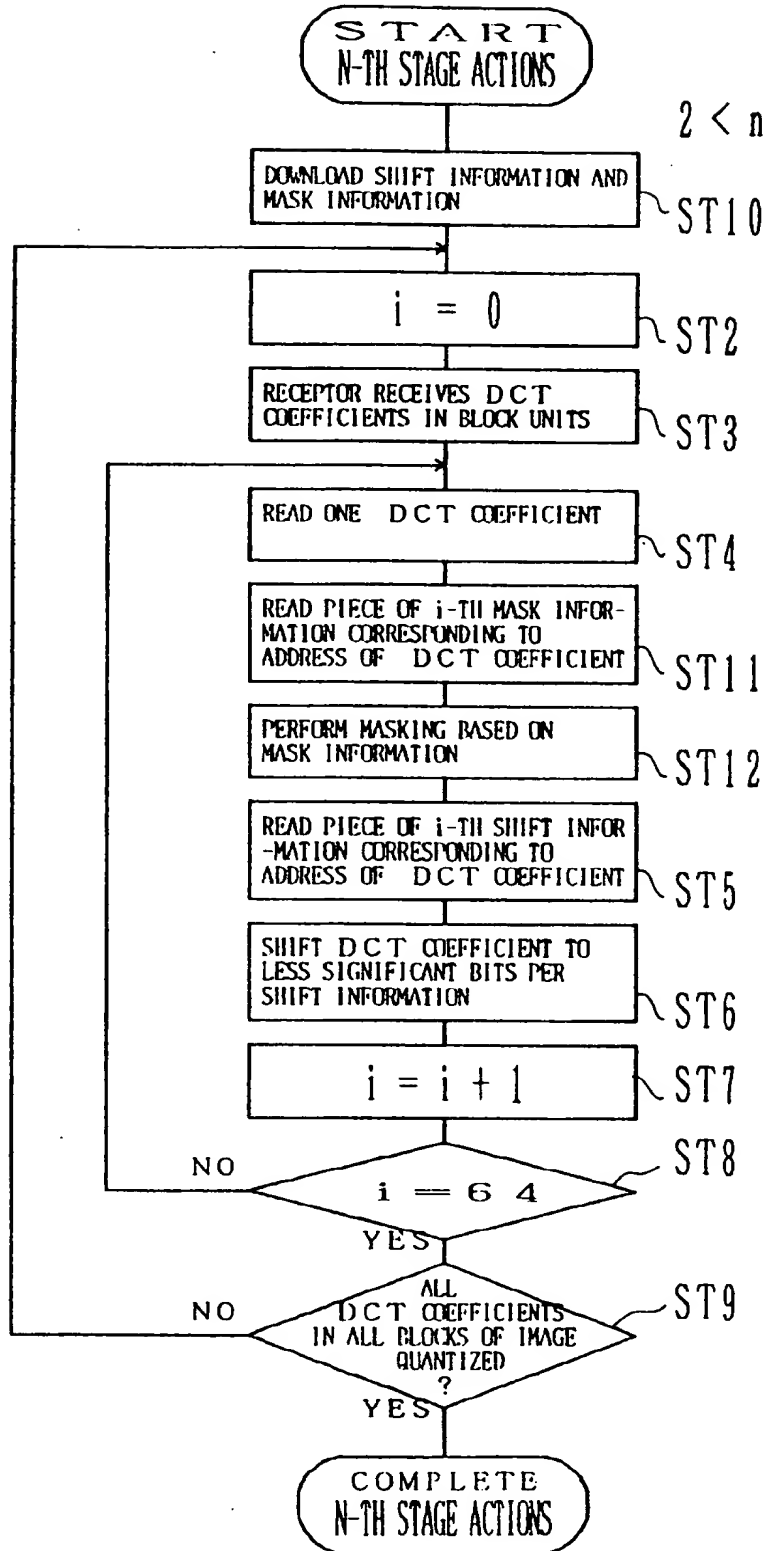 START
N-TH STAGE ACTIONS
2 < n
DOWNLOAD SHIFT INFORMATION AND
MASK INFORMATION
ST10
i = 0
ST2
RECEPTOR RECEIVES DCT
COEFFICIENTS IN BLOCK UNITS
ST3
READ ONE DCT COEFFICIENT
ST4
READ PIECE OF i-TH MASK INFOR-
MATION CORRESPONDING TO
ADDRESS OF DCT COEFFICIENT
ST11
PERFORM MASKING BASED ON
MASK INFORMATION
ST12
READ PIECE OF i-TH SHIFT INFOR
-MATION CORRESPONDING TO
ADDRESS OF DCT COEFFICIENT
ST5
SHIFT DCT COEFFICIENT TO
LESS SIGNIFICANT BITS PER
SHIFT INFORMATION
ST6
i = i + 1
ST7
NO
i == 64
ST8
YES
NO
ALL
DCT COEFFICIENTS
IN ALL BLOCKS OF IMAGE
QUANTIZED
?
ST9
YES
COMPLETE
N-TH STAGE ACTIONS